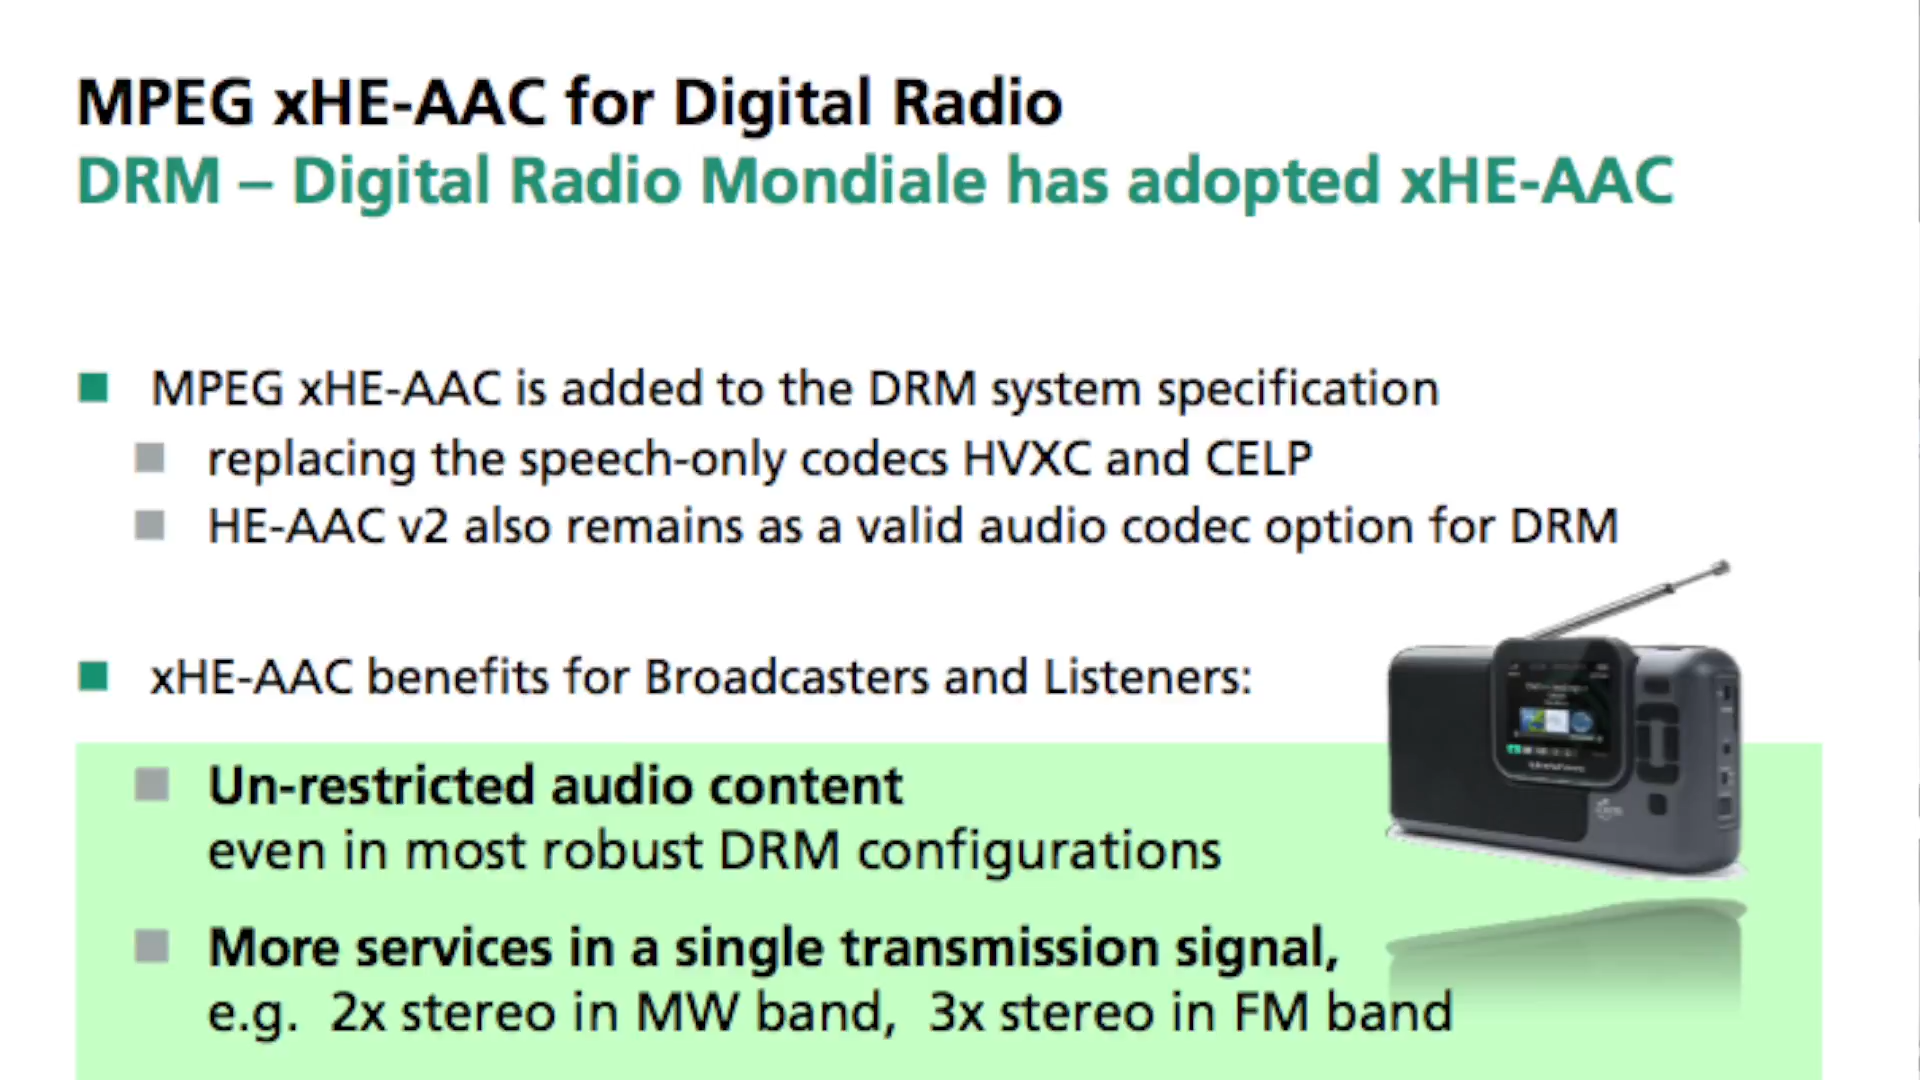 MPEG xHE-AAC for Digital Radio
DRM – Digital Radio Mondiale has adopted xHE-AAC
MPEG xHE-AAC is added to the DRM system specification
replacing the speech-only codecs HVXC and CELP
HE-AAC v2 also remains as a valid audio codec option for DRM
xHE-AAC benefits for Broadcasters and Listeners:
Un-restricted audio content
even in most robust DRM configurations
More services in a single transmission signal,
e.g. 2x stereo in MW band, 3x stereo in FM band